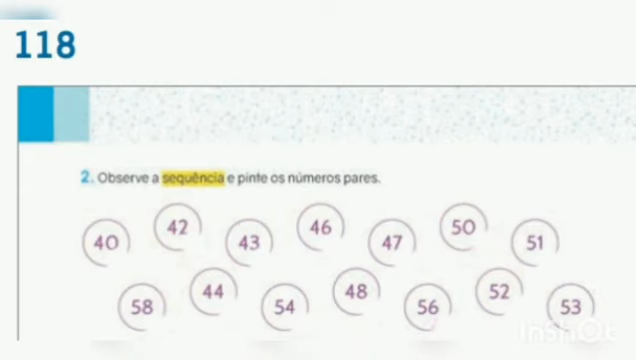 118
2. Observe a sequência e pinte os números pares.
42 46 50
40 43 47 51
44 48 52
58 54 56 53
InShOt